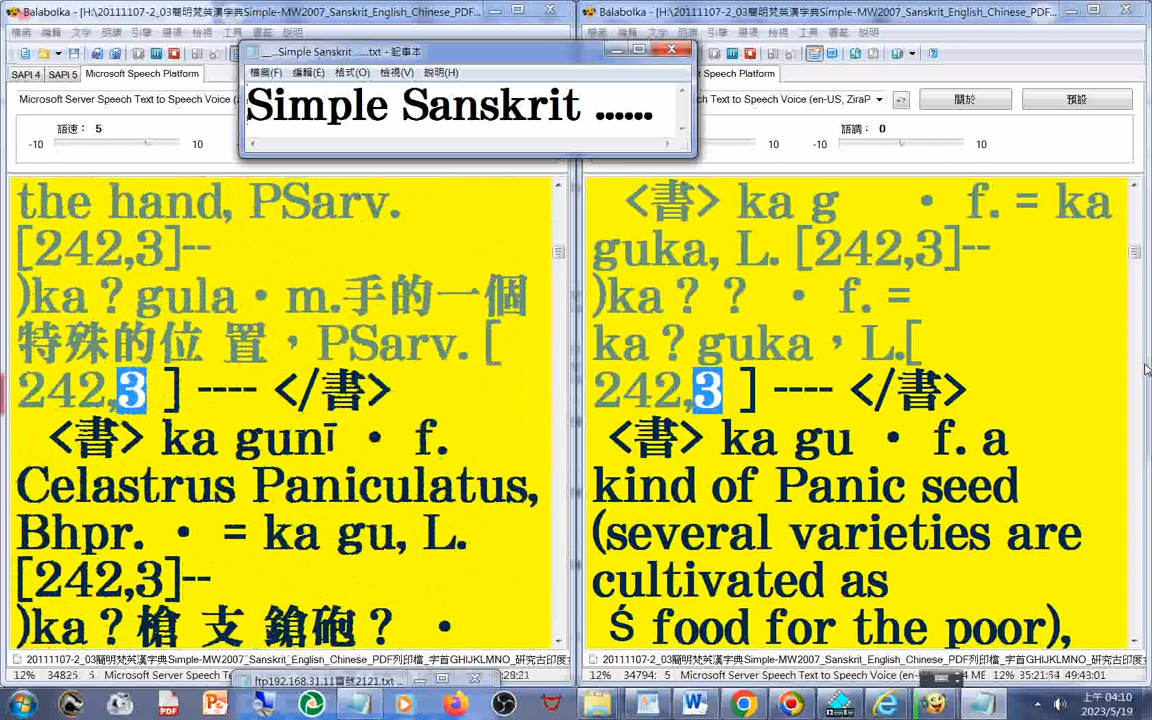 Balabolka - [H:\20111107-2_03簡明梵英漢字典Simple-MW2007_Sanskrit_English_Chinese_PDF...
Balabolka - [H:\20111107-2_03簡明梵英漢字典Simple-MW2007_Sanskrit_English_Chinese_PDF...
__...Simple Sanskrit ......txt - 記事本
檔案(F) 編輯(E) 格式(O) 檢視(V) 說明(H)
Simple Sanskrit ......
SAPI 4 SAPI 5 Microsoft Speech Platform
t Speech Platform
Microsoft Server Speech Text to Speech Voice (
h Text to Speech Voice (en-US, ZiraP
關於
預設
語速： 5
-10
10
語調： 0
10
-10
10
the hand, PSarv.
[242,3]--
)ka？gula・m.手的一個
特殊的位 置，PSarv. [
242,3 ] ---- </書>
<書> ka gunī ・ f.
Celastrus Paniculatus,
Bhpr. ・ = ka gu, L.
[242,3]--
)ka？槍 支 鎗砲？ ・
<書> ka g ・ f. = ka
guka, L. [242,3]--
)ka？？ ・ f. =
ka？guka，L.[
242,3 ] ---- </書>
<書> ka gu ・ f. a
kind of Panic seed
(several varieties are
cultivated as
Ś food for the poor),
20111107-2_03簡明梵英漢字典Simple-MW2007_Sanskrit_English_Chinese_PDF列印檔_字首GHIJKLMNO_研究古印度
20111107-2_03簡明梵英漢字典Simple-MW2007_Sanskrit_English_Chinese_PDF列印檔_字首GHIJKLMNO_研究古印度
12% 34825:
Microsoft Server Speech Text to Speech Voi
28:21
12% 34794: 5
Microsoft Server Speech Text to Speech Voice
12% 35:21:34 49:43:01
ftp192.168.31.11頁號2121.txt ...
上午 04:10
2023/5/19